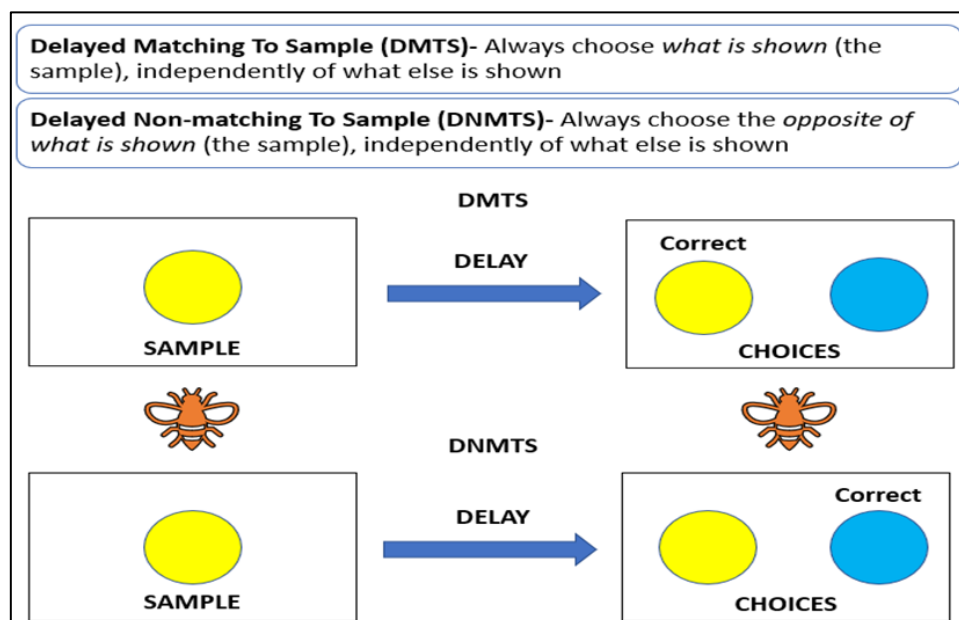 Delayed Matching To Sample (DMTS)- Always choose what is shown (the
sample), independently of what else is shown
Delayed Non-matching To Sample (DNMTS)- Always choose the opposite of
what is shown (the sample), independently of what else is shown
DMTS
SAMPLE
DELAY
Correct
CHOICES
DNMTS
SAMPLE
DELAY
Correct
CHOICES